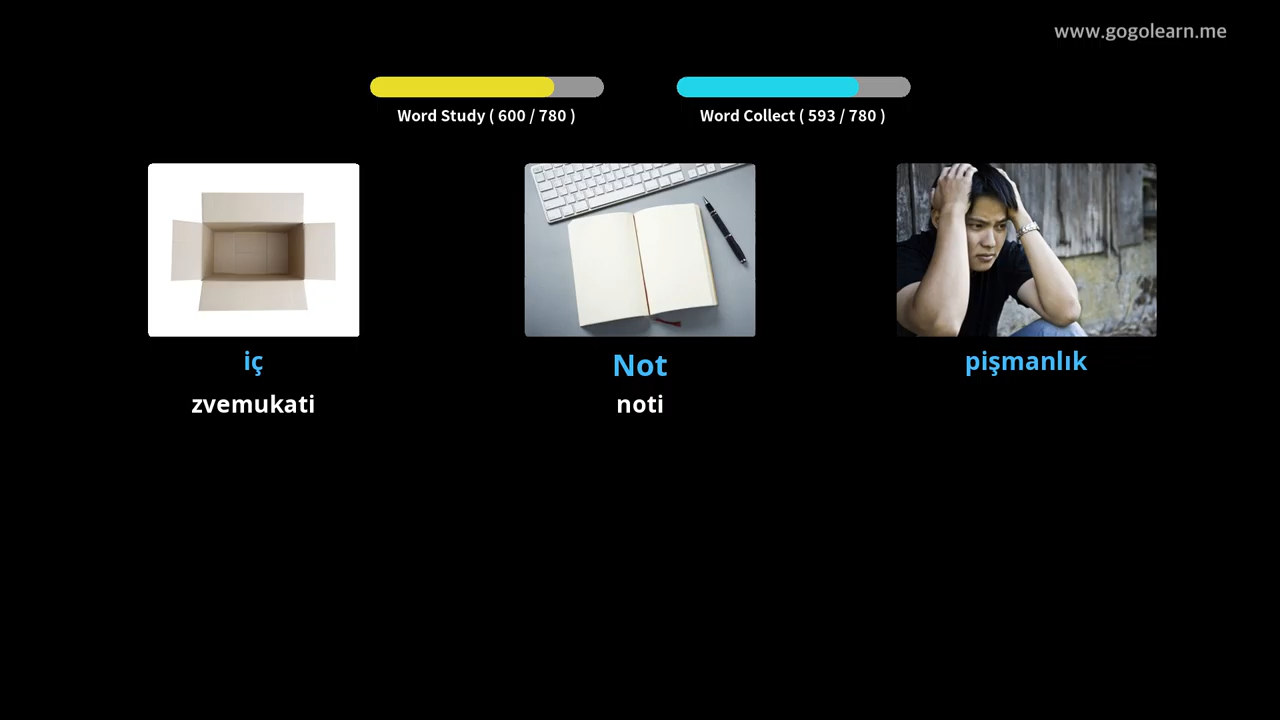 www.gogolearn.me
Word Study ( 600 / 780 )
Word Collect ( 593 / 780 )
iç
Not
pişmanlık
zvemukati
noti